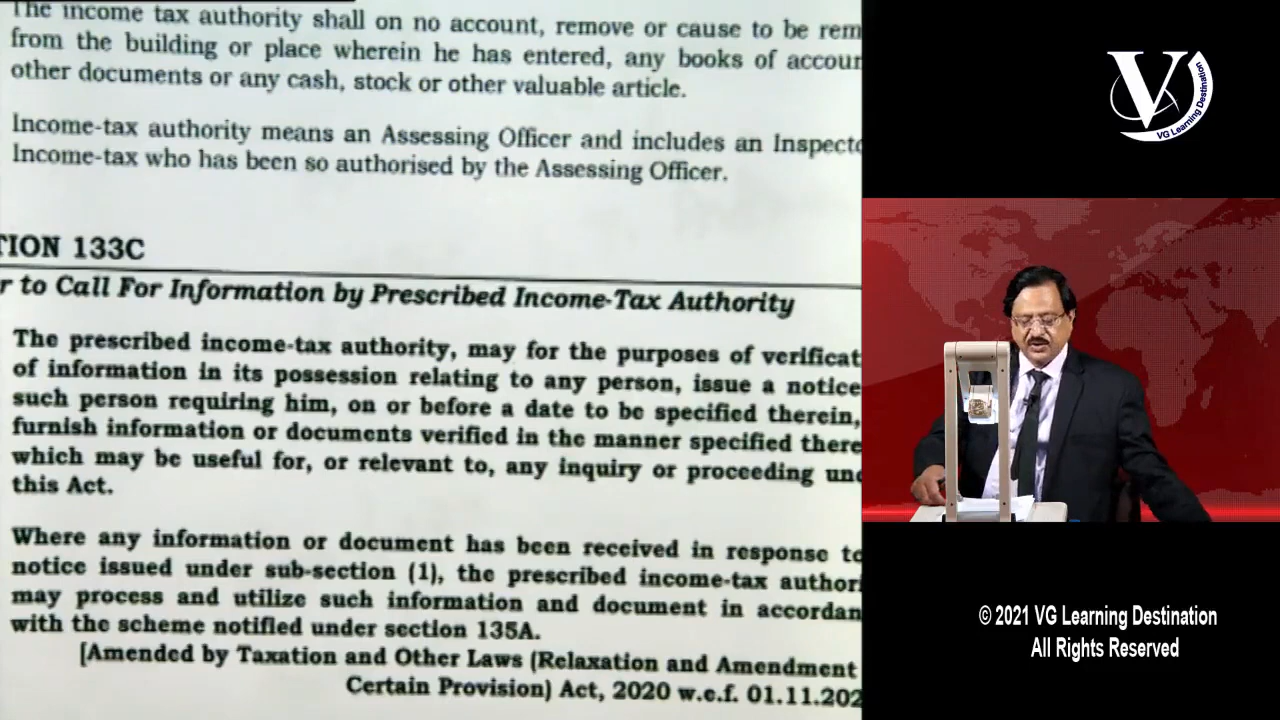 The income tax authority shall on no account, remove or cause to be rem
from the building or place wherein he has entered, any books of accour
other documents or any cash, stock or other valuable article.
Income-tax authority means an Assessing Officer and includes an Inspecto
Income-tax who has been so authorised by the Assessing Officer.
TION 133C
r to Call For Information by Prescribed Income-Tax Authority
The prescribed income-tax authority, may for the purposes of verificat
of information in its possession relating to any person, issue a notice
such person requiring him, on or before a date to be specified therein,
furnish information or documents verified in the manner specified there
which may be useful for, or relevant to, any inquiry or proceeding und
this Act.
Where any information or document has been received in response to
notice issued under sub-section (1), the prescribed income-tax authori
may process and utilize such information and document in accordan
with the scheme notified under section 135A.
[Amended by Taxation and Other Laws (Relaxation and Amendment
Certain Provision) Act, 2020 w.e.f. 01.11.202
V
VG Learning Destination
© 2021 VG Learning Destination
All Rights Reserved